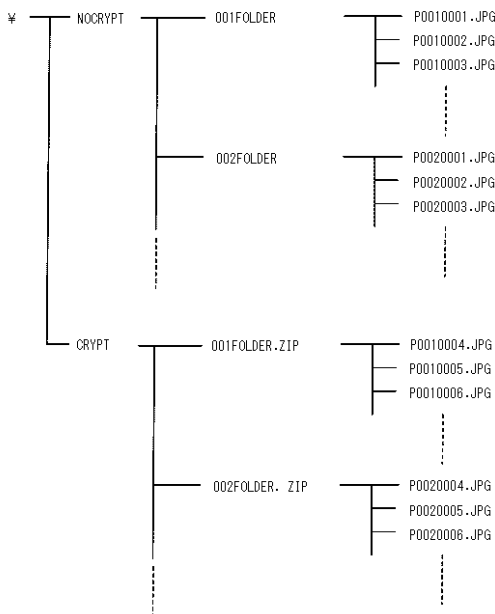 ¥ NOCRYPT 001FOLDER P0010001.JPG
P0010002.JPG
P0010003.JPG
002FOLDER P0020001.JPG
P0020002.JPG
P0020003.JPG
CRYPT 001FOLDER.ZIP P0010004.JPG
P0010005.JPG
P0010006.JPG
002FOLDER. ZIP P0020004.JPG
P0020005.JPG
P0020006.JPG